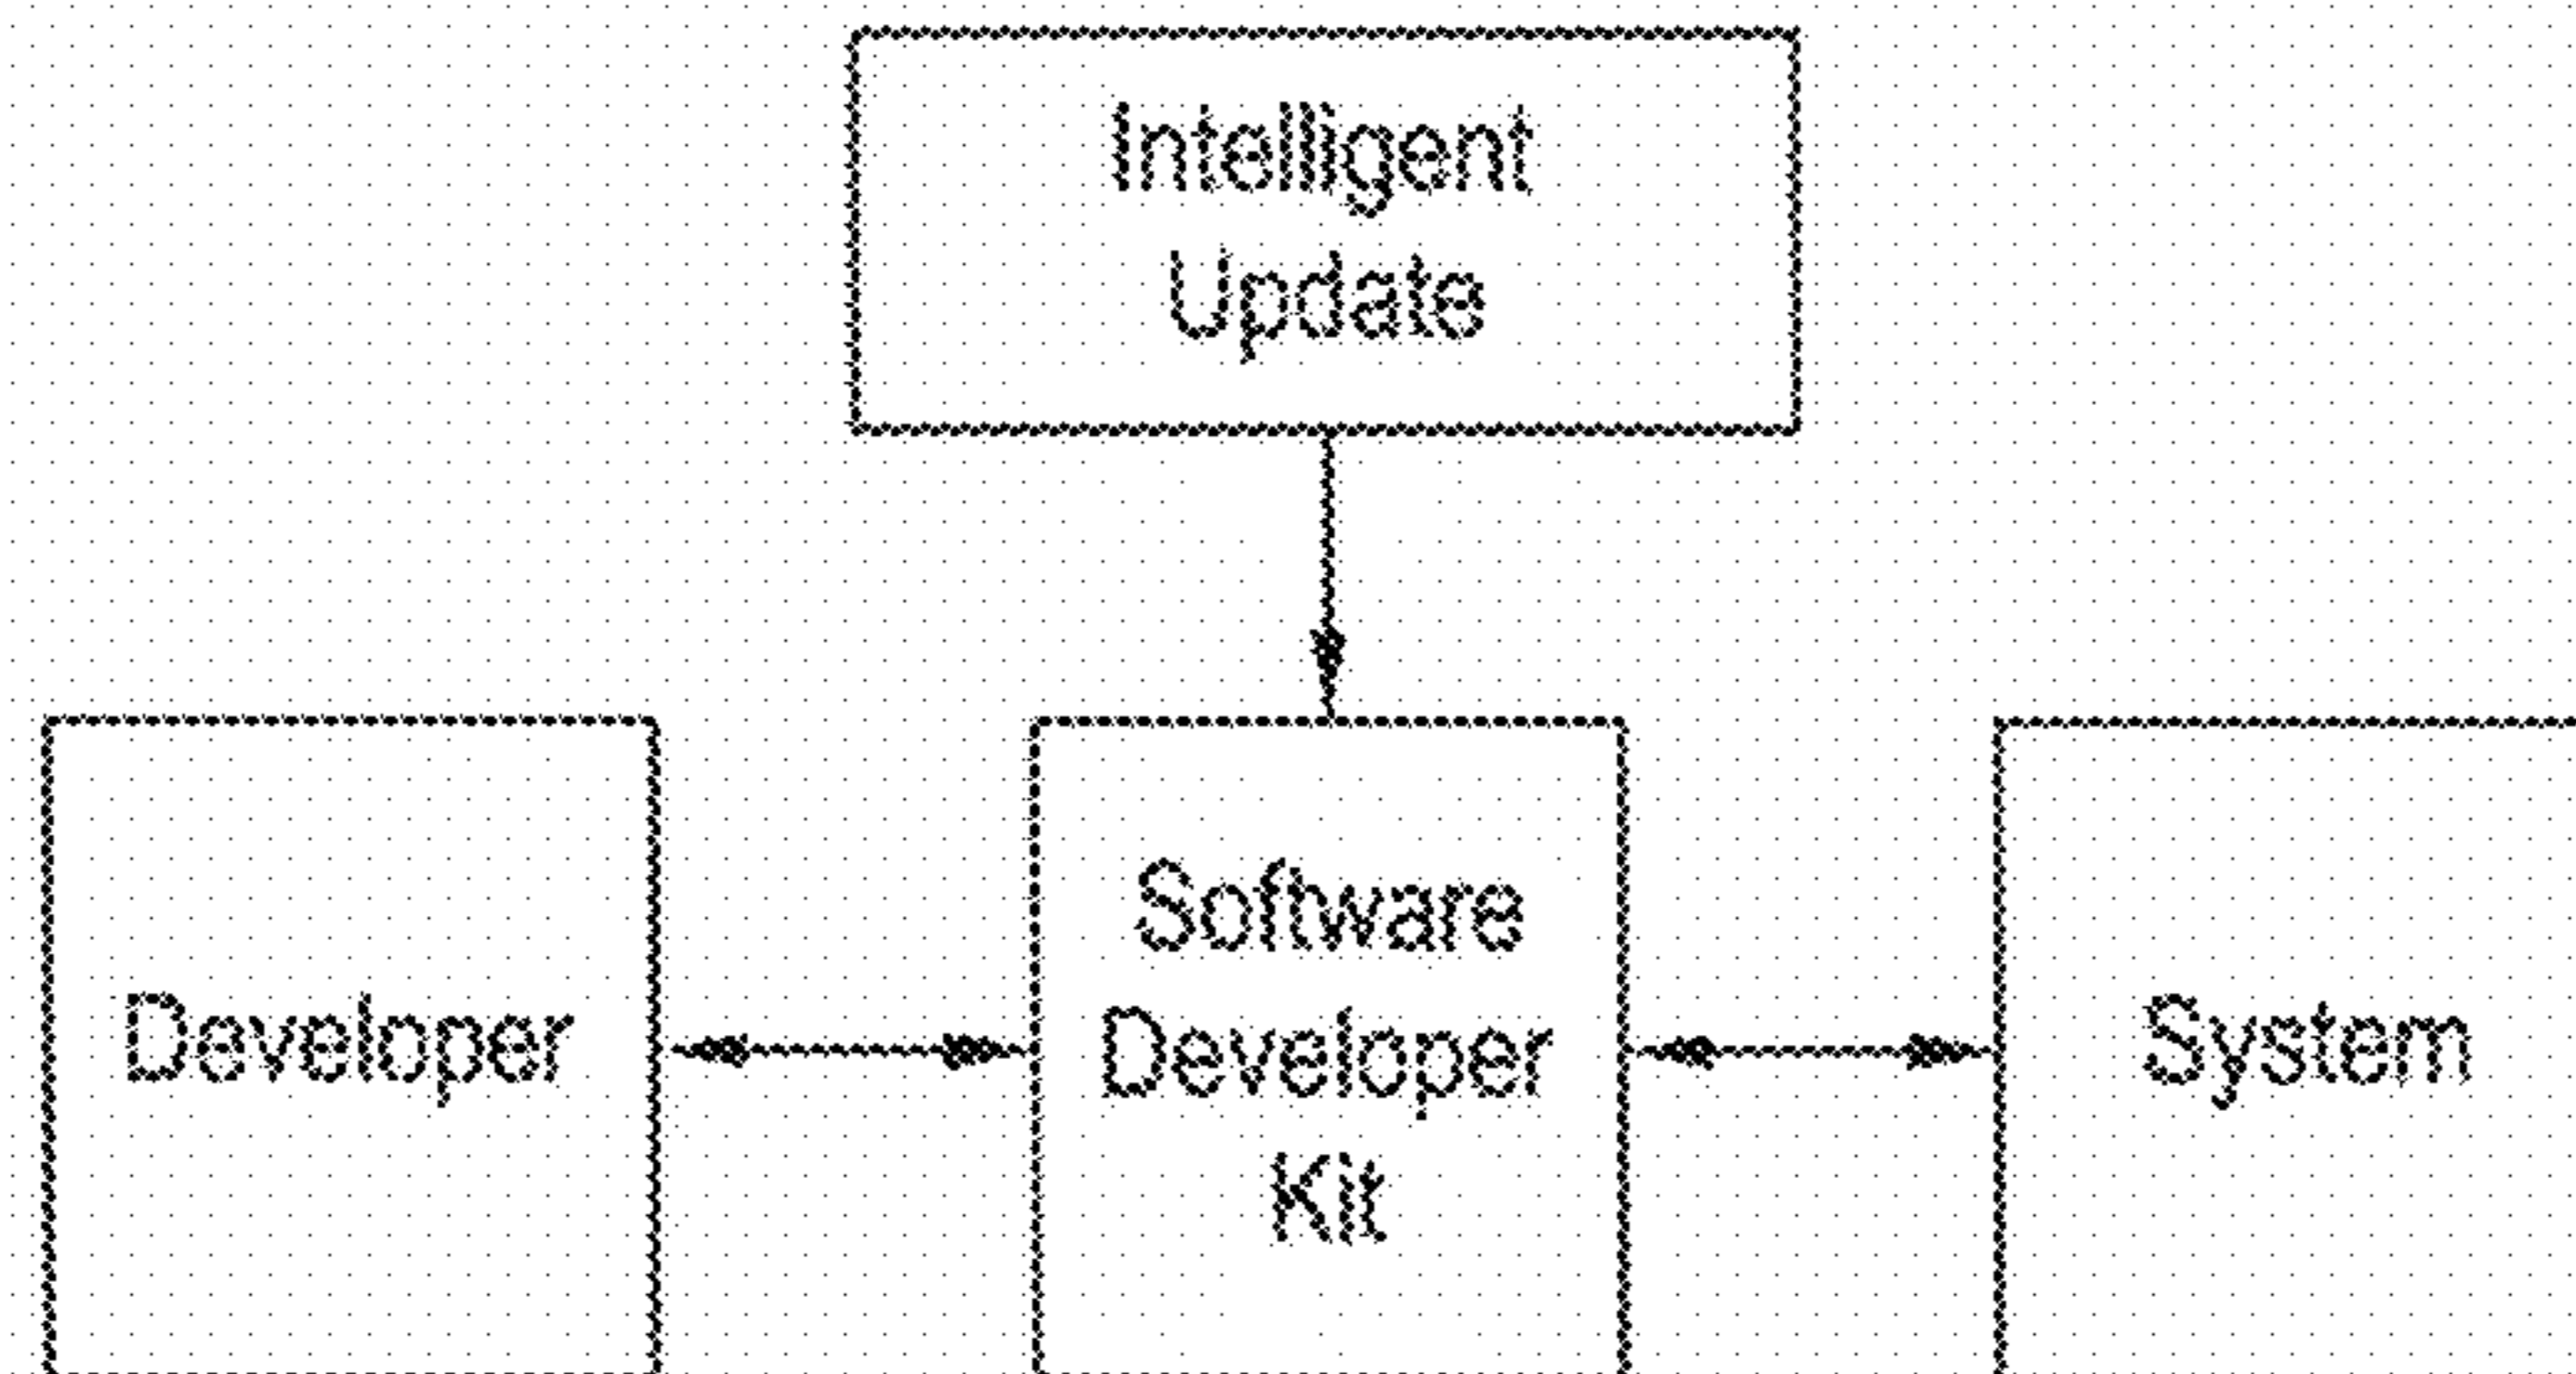 Intelligent
Update
Developer
Software
Developer
Kit
System